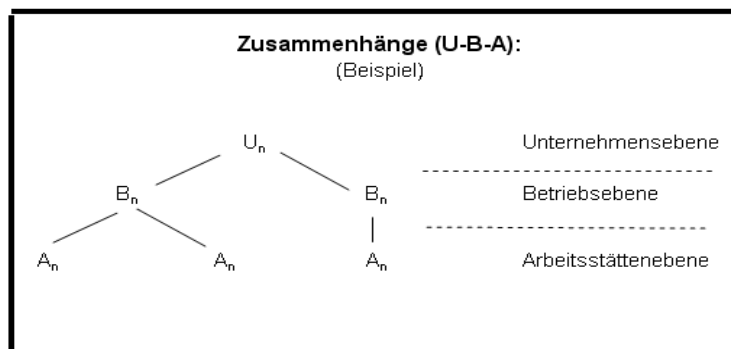 Zusammenhänge (U-B-A):
(Beispiel)
Uₙ Unternehmensebene
Bₙ Bₙ Betriebsebene
Aₙ Aₙ Aₙ Arbeitsstättenebene